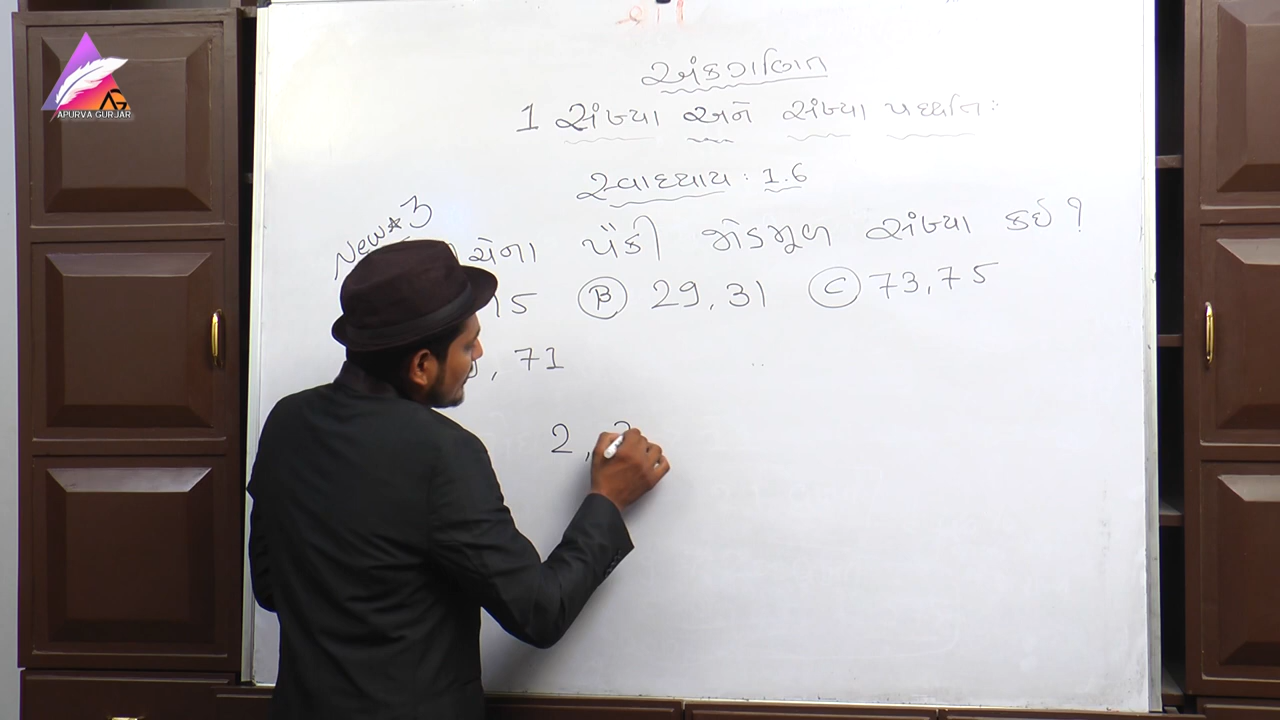 APURVA GURJAR
અંકગણિત
1 સંખ્યા અને સંખ્યા પધ્ધતિ :
સ્વાધ્યાય : 1.6
New * 3 પૈકી જોડમૂળ સંખ્યા કઈ ?
15 (B) 29, 31 (C) 73, 75
, 71
2,